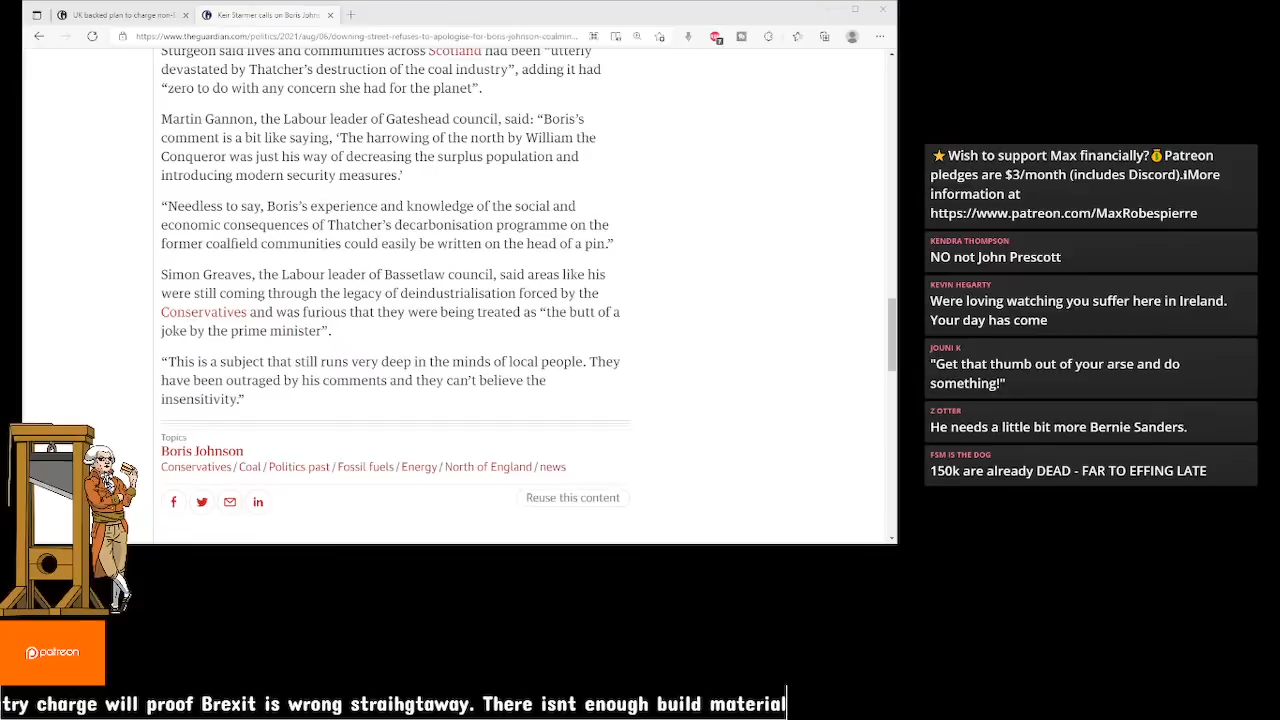 UK backed plan to charge non-
Keir Starmer calls on Boris Johns
https://www.theguardian.com/politics/2021/aug/06/downing-street-refuses-to-apologise-for-boris-johnson-coalmin...
7
Sturgeon said lives and communities across Scotland had been “utterly
devastated by Thatcher’s destruction of the coal industry”, adding it had
“zero to do with any concern she had for the planet”.
Martin Gannon, the Labour leader of Gateshead council, said: “Boris’s
comment is a bit like saying, ‘The harrowing of the north by William the
Conqueror was just his way of decreasing the surplus population and
introducing modern security measures.’
“Needless to say, Boris’s experience and knowledge of the social and
economic consequences of Thatcher’s decarbonisation programme on the
former coalfield communities could easily be written on the head of a pin.”
Simon Greaves, the Labour leader of Bassetlaw council, said areas like his
were still coming through the legacy of deindustrialisation forced by the
Conservatives and was furious that they were being treated as “the butt of a
joke by the prime minister”.
“This is a subject that still runs very deep in the minds of local people. They
have been outraged by his comments and they can’t believe the
insensitivity.”
Topics
Boris Johnson
Conservatives / Coal / Politics past / Fossil fuels / Energy / North of England / news
Reuse this content
⭐Wish to support Max financially?💰Patreon
pledges are $3/month (includes Discord).ℹMore
information at
https://www.patreon.com/MaxRobespierre
KENDRA THOMPSON
NO not John Prescott
KEVIN HEGARTY
Were loving watching you suffer here in Ireland.
Your day has come
JOUNI K
"Get that thumb out of your arse and do
something!"
Z OTTER
He needs a little bit more Bernie Sanders.
FSM IS THE DOG
150k are already DEAD - FAR TO EFFING LATE
patreon
try charge will proof Brexit is wrong straihgtaway. There isnt enough build material